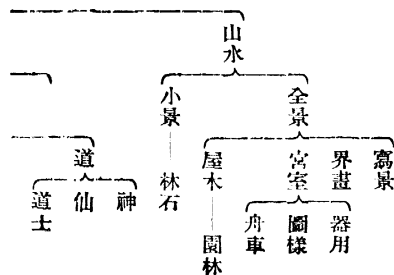 山水
全景
小景
寫景
界畫
宮室
屋木
林石
器用
圖樣
舟車
園林
道
神
仙
道士